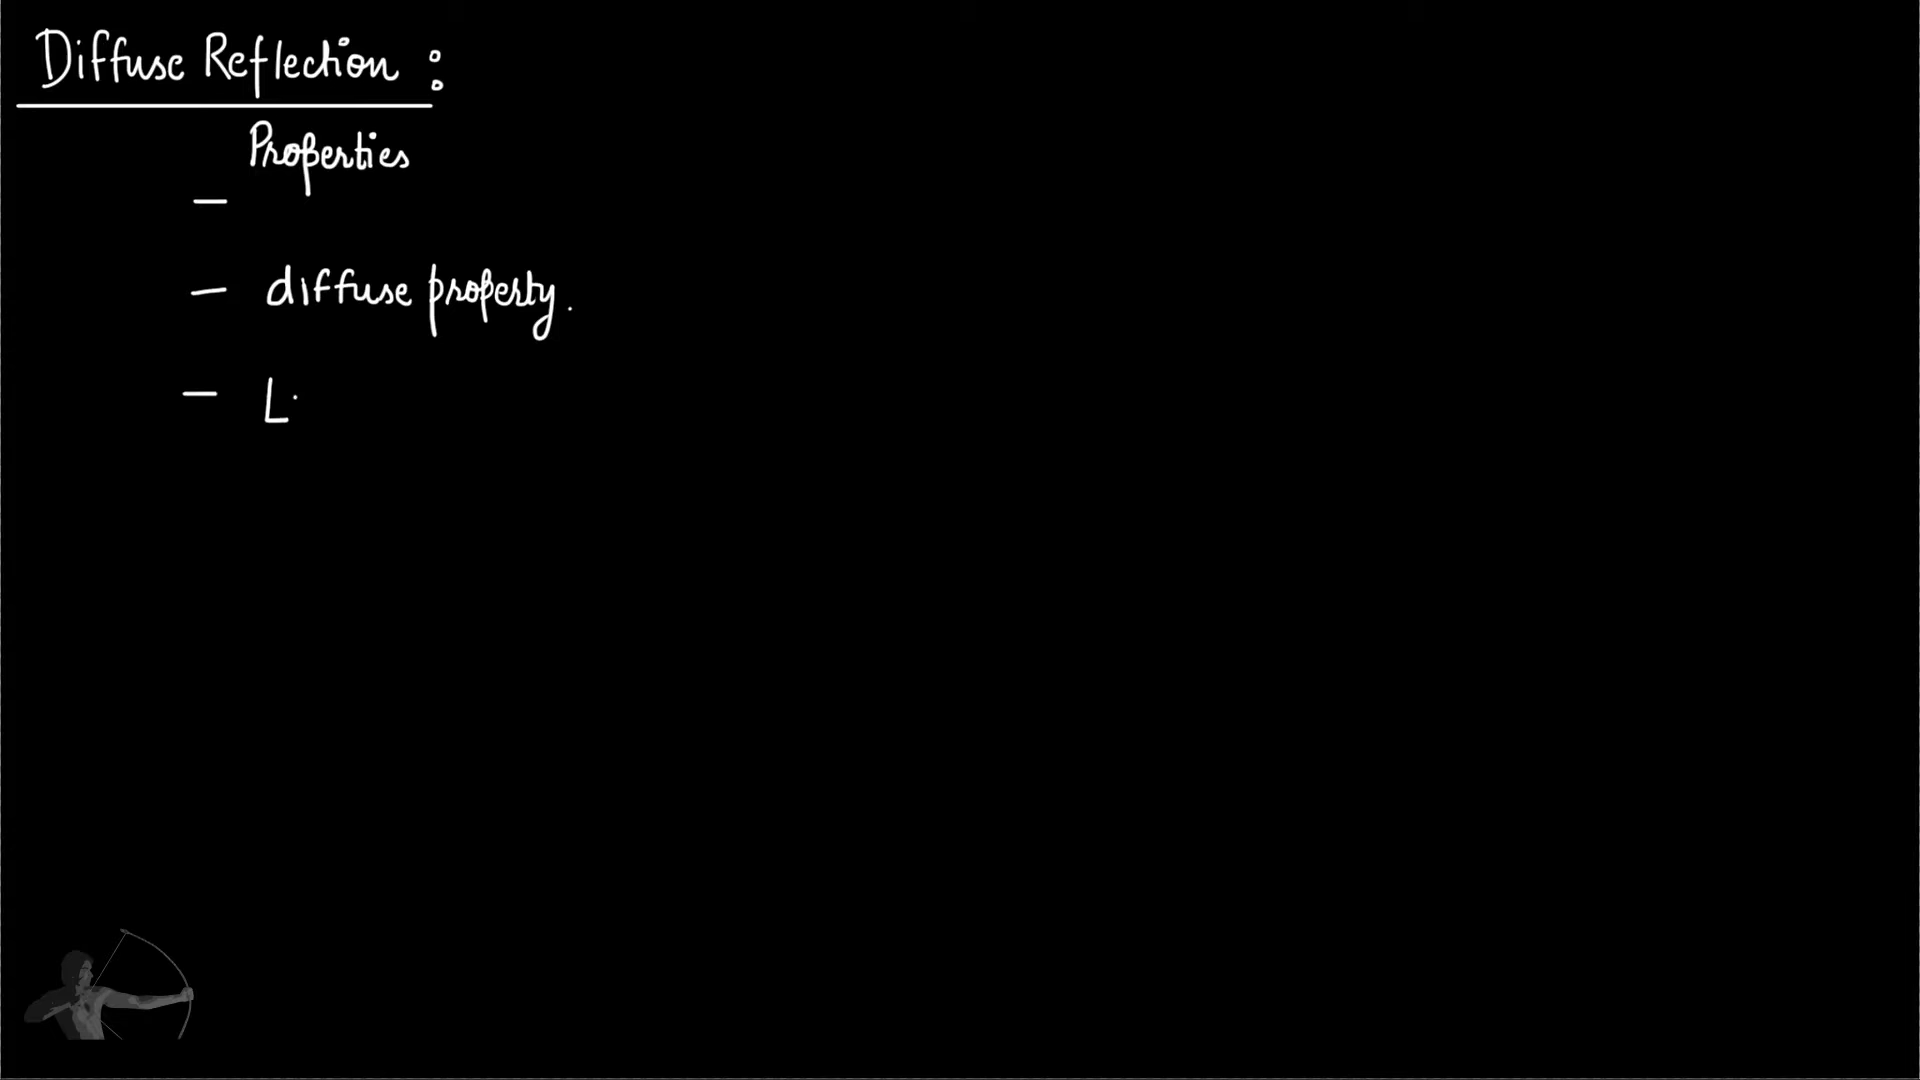 Diffuse Reflection :
Properties
—
— diffuse property.
— L